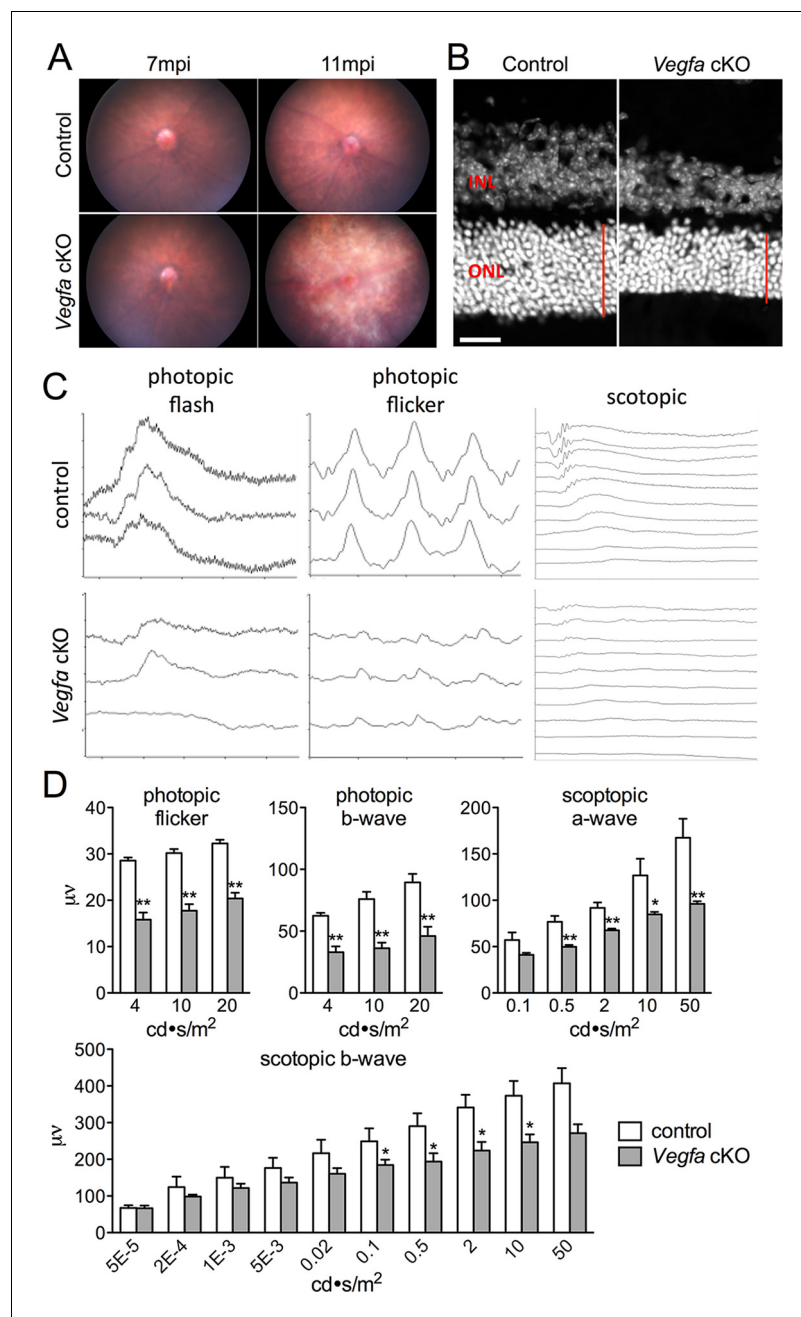 A
7mpi
11mpi
Control
Vegfa cKO
B
Control
Vegfa cKO
INL
ONL
C
photopic
flash
photopic
flicker
scotopic
control
Vegfa cKO
D
photopic
flicker
photopic
b-wave
scoptopic
a-wave
40
30
20
10
0
μv
** ** **
4 10 20
cd•s/m²
150
100
50
0
** ** **
4 10 20
cd•s/m²
200
150
100
50
0
** ** * **
0.1 0.5 2 10 50
cd•s/m²
scotopic b-wave
500
400
300
200
100
0
μv
* * * *
5E-5 2E-4 1E-3 5E-3 0.02 0.1 0.5 2 10 50
cd•s/m²
control
Vegfa cKO